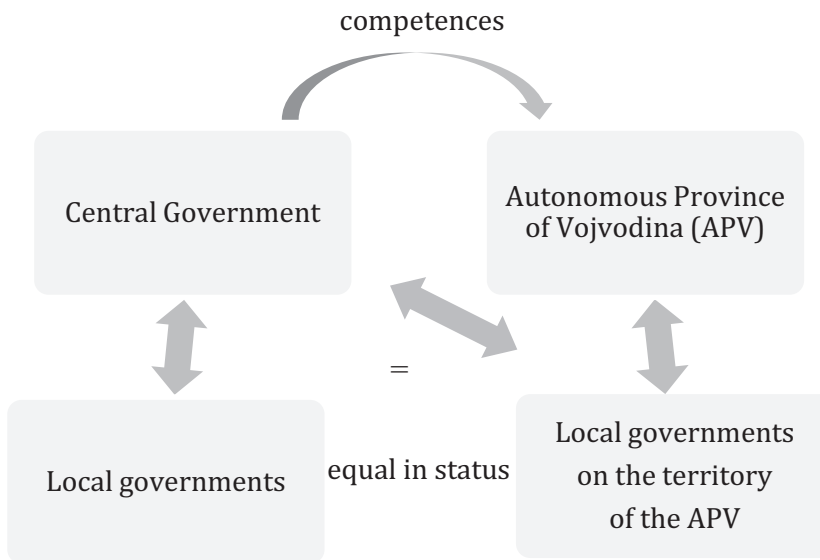 competences
Central Government
Autonomous Province
of Vojvodina (APV)
=
Local governments
equal in status
Local governments
on the territory
of the APV